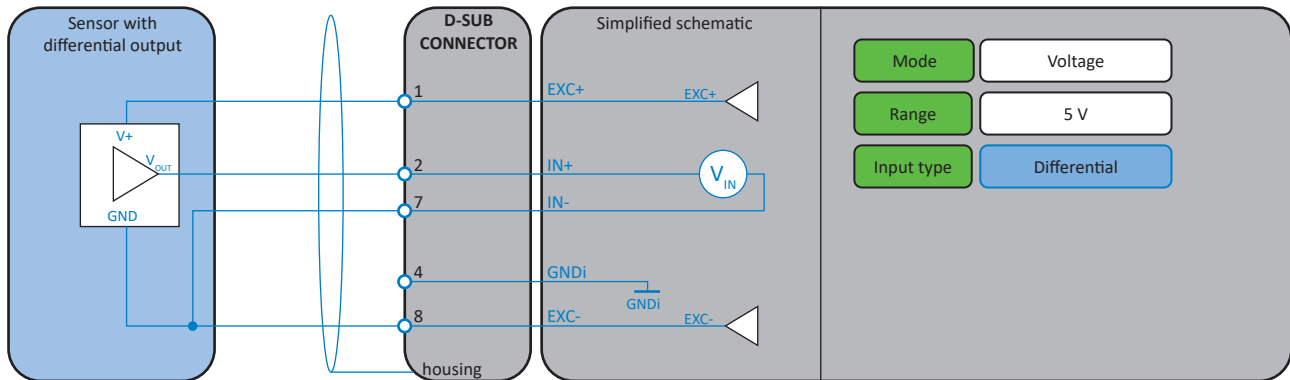 Sensor with
differential output
V+
VOUT
GND
D-SUB
CONNECTOR
1
2
7
4
8
housing
Simplified schematic
EXC+
EXC+
IN+
VIN
IN-
GNDi
GNDi
EXC-
EXC-
Mode
Voltage
Range
5 V
Input type
Differential